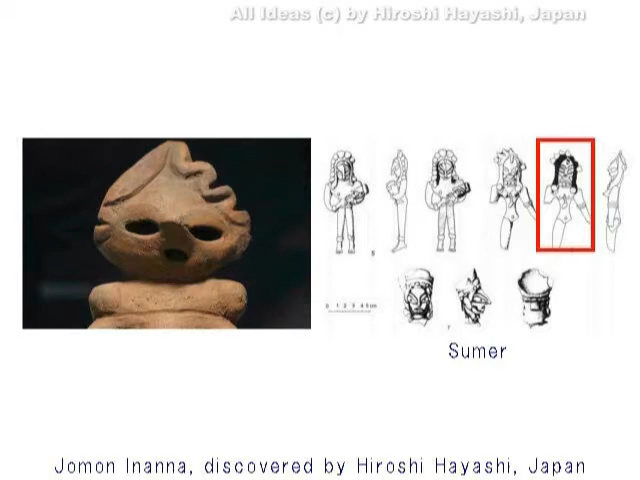 All Ideas (c) by Hiroshi Hayashi, Japan
Sumer
Jomon Inanna, discovered by Hiroshi Hayashi, Japan